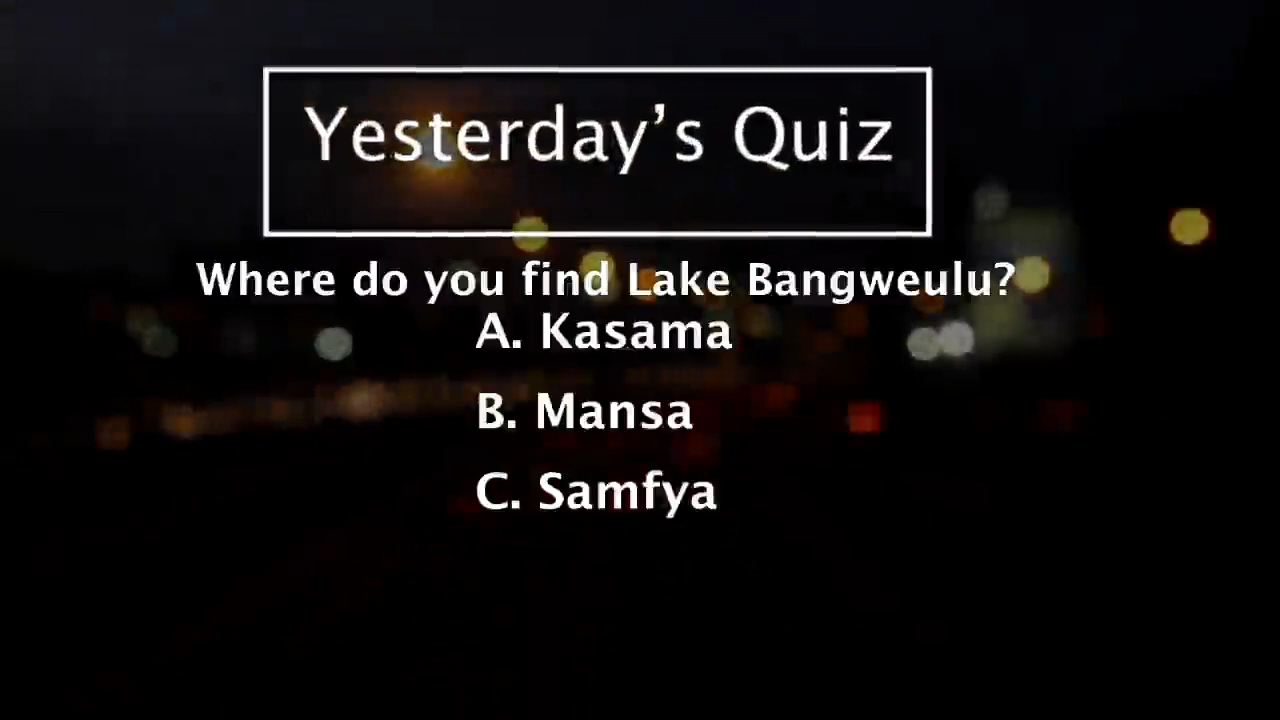 Yesterday’s Quiz
Where do you find Lake Bangweulu?
A. Kasama
B. Mansa
C. Samfya